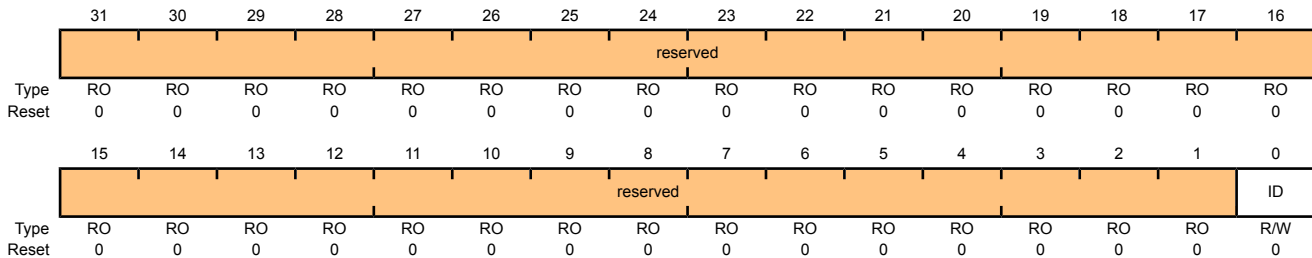 31 30 29 28 27 26 25 24 23 22 21 20 19 18 17 16
reserved
Type RO RO RO RO RO RO RO RO RO RO RO RO RO RO RO RO
Reset 0 0 0 0 0 0 0 0 0 0 0 0 0 0 0 0
15 14 13 12 11 10 9 8 7 6 5 4 3 2 1 0
reserved ID
Type RO RO RO RO RO RO RO RO RO RO RO RO RO RO RO R/W
Reset 0 0 0 0 0 0 0 0 0 0 0 0 0 0 0 0